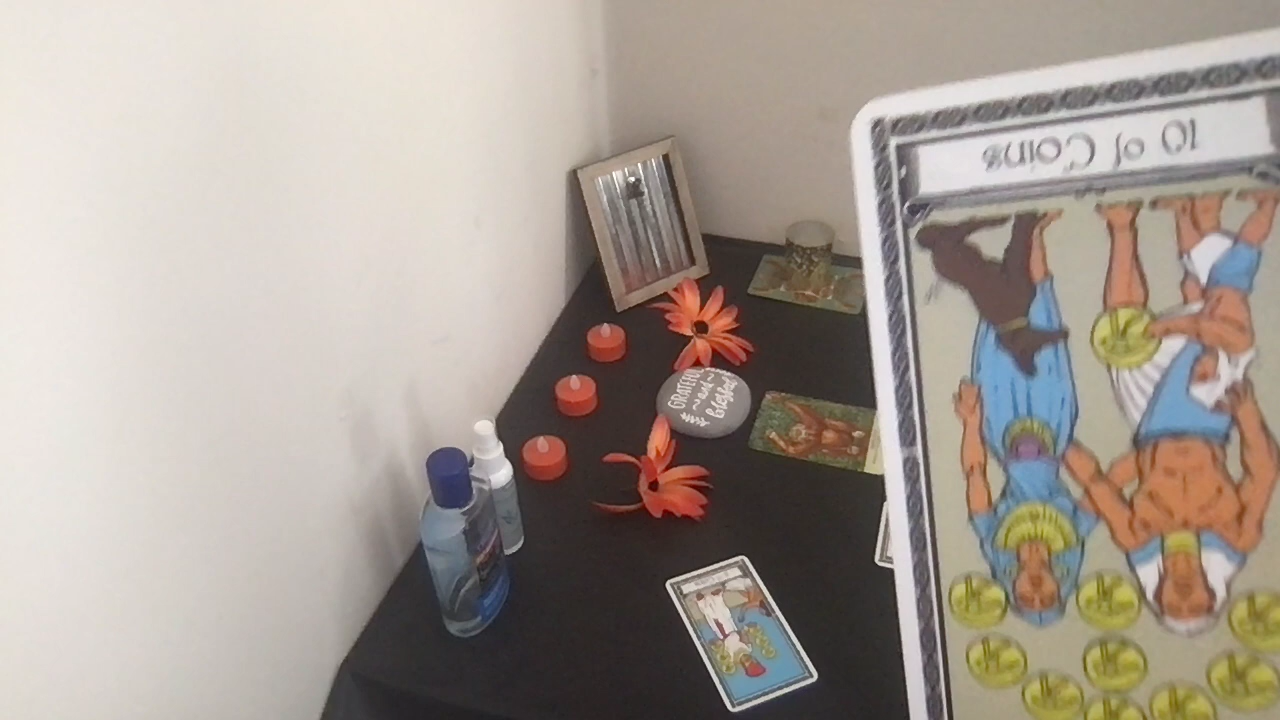 10 of Coins
GRATEFUL
~ and ~
blessed